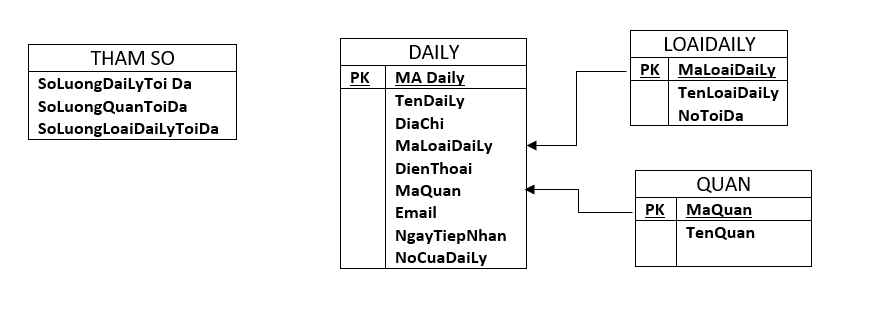 THAM SO
SoLuongDaiLyToi Da
SoLuongQuanToiDa
SoLuongLoaiDaiLyToiDa
DAILY
PK MA Daily
TenDaiLy
DiaChi
MaLoaiDaiLy
DienThoai
MaQuan
Email
NgayTiepNhan
NoCuaDaiLy
LOAIDAILY
PK MaLoaiDaiLy
TenLoaiDaiLy
NoToiDa
QUAN
PK MaQuan
TenQuan